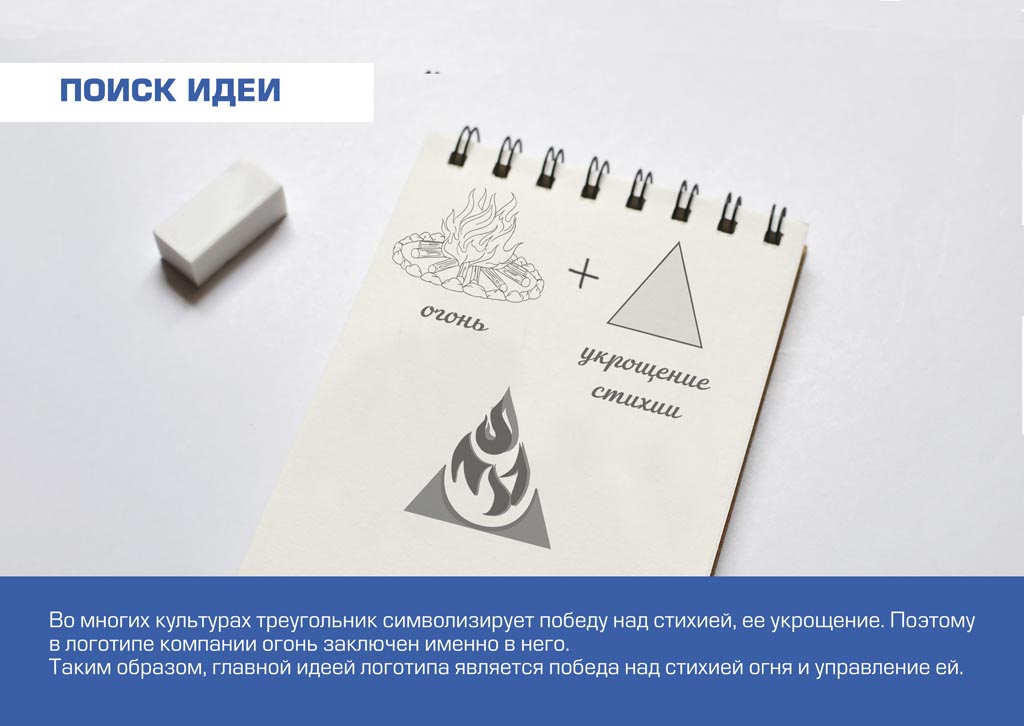 ПОИСК ИДЕИ
огонь
+
укрощение
стихии
Во многих культурах треугольник символизирует победу над стихией, ее укрощение. Поэтому
в логотипе компании огонь заключен именно в него.
Таким образом, главной идеей логотипа является победа над стихией огня и управление ей.